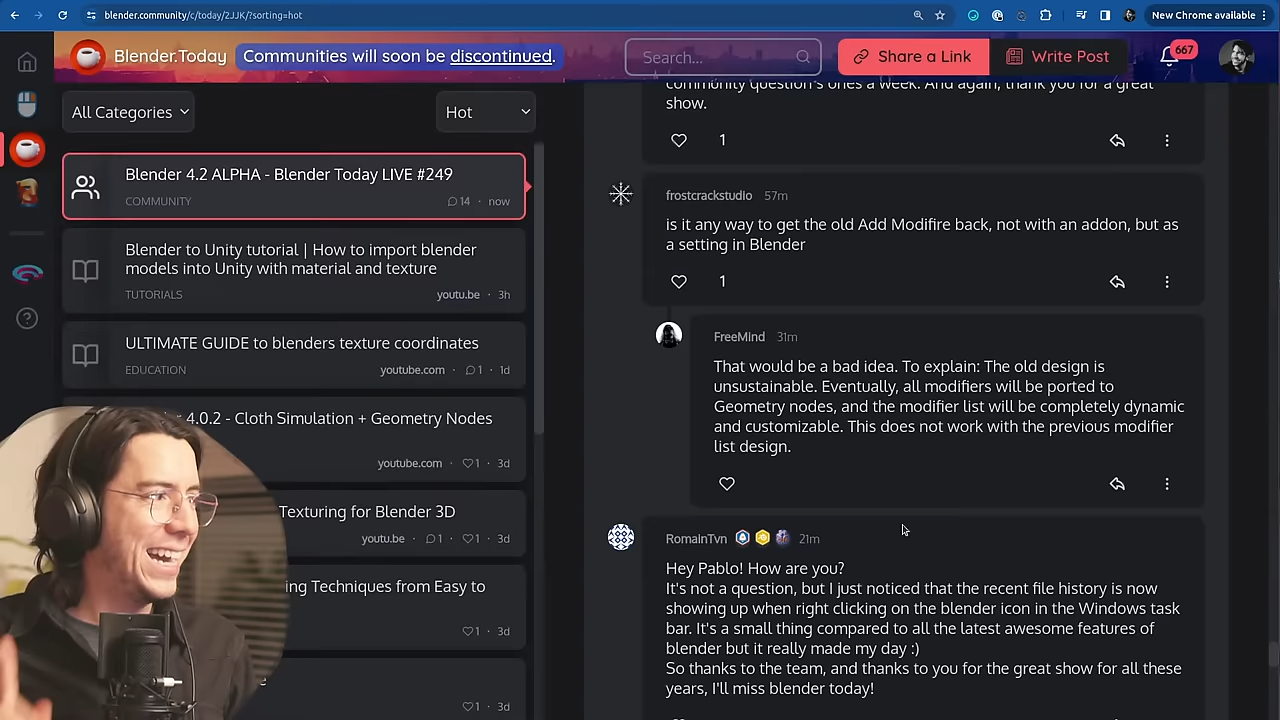 blender.community/c/today/2JJK/?sorting=hot
New Chrome available
Blender.Today
Communities will soon be discontinued.
Search...
Share a Link
Write Post
667
All Categories
Hot
Blender 4.2 ALPHA - Blender Today LIVE #249
COMMUNITY
14 · now
Blender to Unity tutorial | How to import blender
models into Unity with material and texture
TUTORIALS
youtu.be · 3h
ULTIMATE GUIDE to blenders texture coordinates
EDUCATION
youtube.com · 1 · 1d
4.0.2 - Cloth Simulation + Geometry Nodes
youtube.com · 1 · 3d
Texturing for Blender 3D
youtu.be · 1 · 1 · 3d
ing Techniques from Easy to
1 · 3d
1 · 3d
community question's ones a week. And again, thank you for a great
show.
1
frostcrackstudio 57m
is it any way to get the old Add Modifire back, not with an addon, but as
a setting in Blender
1
FreeMind 31m
That would be a bad idea. To explain: The old design is
unsustainable. Eventually, all modifiers will be ported to
Geometry nodes, and the modifier list will be completely dynamic
and customizable. This does not work with the previous modifier
list design.
RomainTvn 21m
Hey Pablo! How are you?
It's not a question, but I just noticed that the recent file history is now
showing up when right clicking on the blender icon in the Windows task
bar. It's a small thing compared to all the latest awesome features of
blender but it really made my day :)
So thanks to the team, and thanks to you for the great show for all these
years, I'll miss blender today!